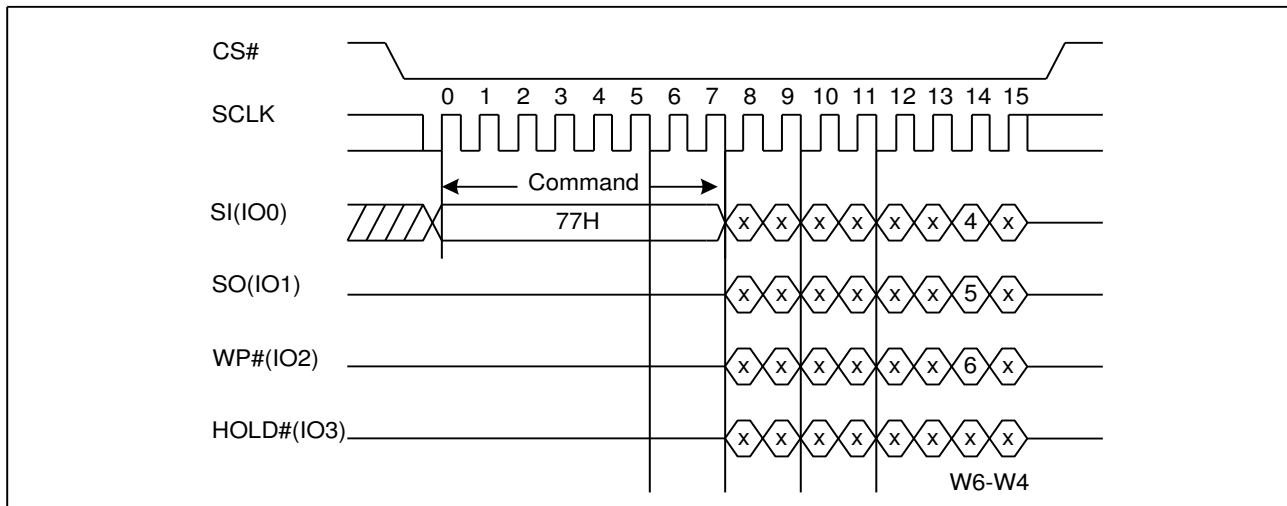 CS#
0 1 2 3 4 5 6 7 8 9 10 11 12 13 14 15
SCLK
Command
SI(IO0) 77H x x x x x x 4 x
SO(IO1) x x x x x x 5 x
WP#(IO2) x x x x x x 6 x
HOLD#(IO3) x x x x x x x x
W6-W4